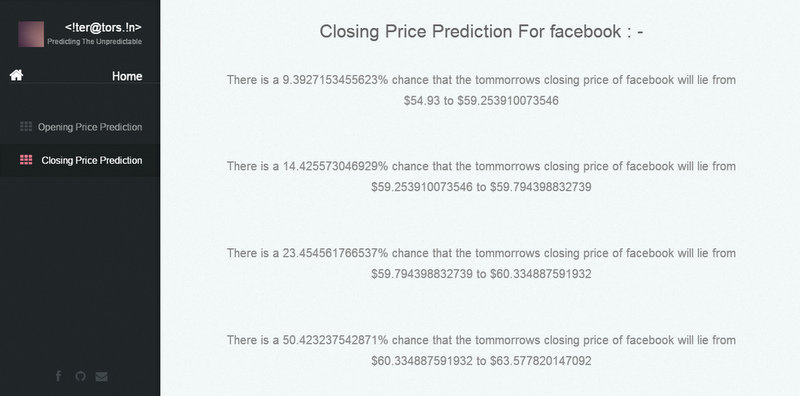 <!ter@tors.!n>
Predicting The Unpredictable
Home
Opening Price Prediction
Closing Price Prediction
Closing Price Prediction For facebook : -
There is a 9.3927153455623% chance that the tommorrows closing price of facebook will lie from
$54.93 to $59.253910073546
There is a 14.425573046929% chance that the tommorrows closing price of facebook will lie from
$59.253910073546 to $59.794398832739
There is a 23.454561766537% chance that the tommorrows closing price of facebook will lie from
$59.794398832739 to $60.334887591932
There is a 50.423237542871% chance that the tommorrows closing price of facebook will lie from
$60.334887591932 to $63.577820147092